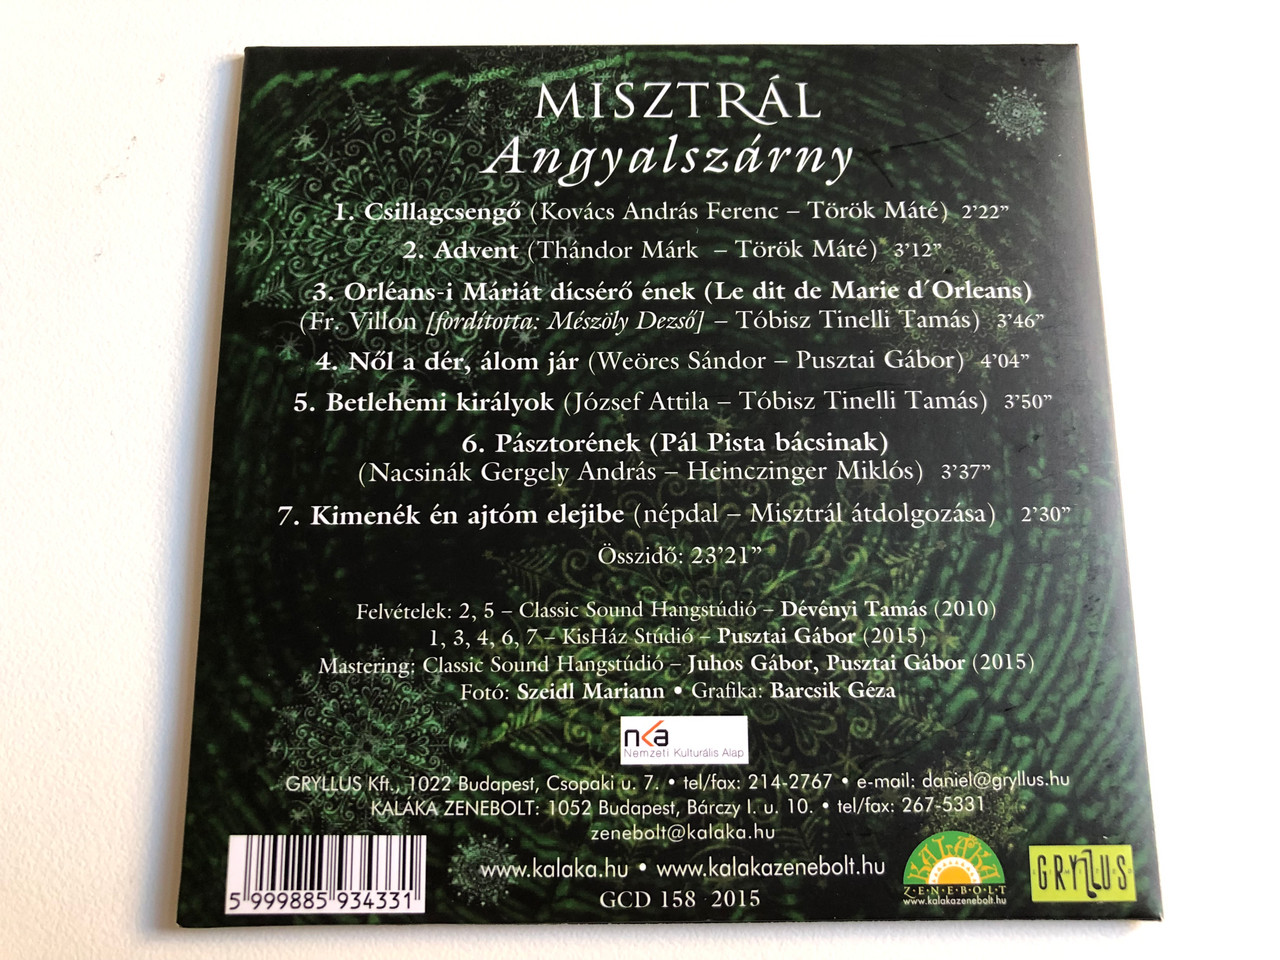 MISZTRÁL
Angyalszárny
1. Csillagcsengő (Kovács András Ferenc – Török Máté) 2’22”
2. Advent (Thándor Márk – Török Máté) 3’12”
3. Orléans-i Máriát dícsérő ének (Le dit de Marie d´Orleans)
(Fr. Villon [fordította: Mészöly Dezső] – Tóbisz Tinelli Tamás) 3’46”
4. Nől a dér, álom jár (Weöres Sándor – Pusztai Gábor) 4’04”
5. Betlehemi királyok (József Attila – Tóbisz Tinelli Tamás) 3’50”
6. Pásztorének (Pál Pista bácsinak)
(Nacsinák Gergely András – Heinczinger Miklós) 3’37”
7. Kimenék én ajtóm elejibe (népdal – Misztrál átdolgozása) 2’30”
Összidő: 23’21”
Felvételek: 2, 5 – Classic Sound Hangstúdió – Dévényi Tamás (2010)
1, 3, 4, 6, 7 – KisHáz Stúdió – Pusztai Gábor (2015)
Mastering: Classic Sound Hangstúdió – Juhos Gábor, Pusztai Gábor (2015)
Fotó: Szeidl Mariann • Grafika: Barcsik Géza
nka
Nemzeti Kulturális Alap
GRYLLUS Kft., 1022 Budapest, Csopaki u. 7. • tel/fax: 214-2767 • e-mail: daniel@gryllus.hu
KALÁKA ZENEBOLT: 1052 Budapest, Bárczy I. u. 10. • tel/fax: 267-5331
zenebolt@kalaka.hu
www.kalaka.hu • www.kalakazenebolt.hu
GCD 158 2015
5 999885 934331
KALÁKA
ZENEBOLT
www.kalakazenebolt.hu
GRYLLUS